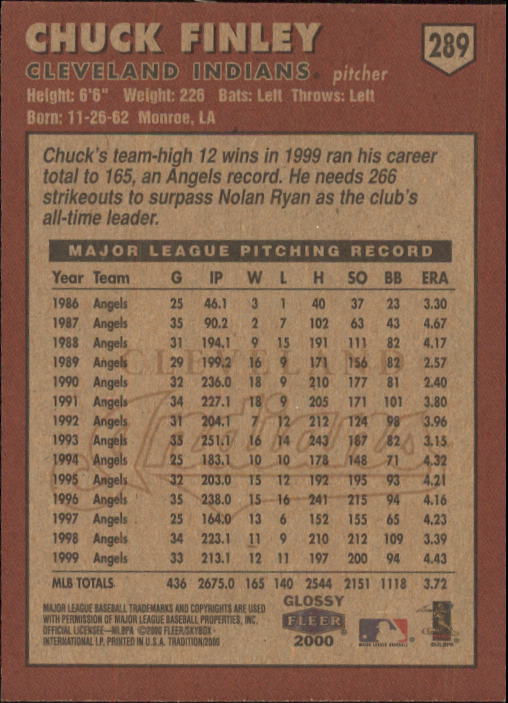 CHUCK FINLEY
289
CLEVELAND INDIANS® pitcher
Height: 6'6" Weight: 226 Bats: Left Throws: Left
Born: 11-26-62 Monroe, LA
Chuck's team-high 12 wins in 1999 ran his career
total to 165, an Angels record. He needs 266
strikeouts to surpass Nolan Ryan as the club's
all-time leader.
MAJOR LEAGUE PITCHING RECORD
Year Team G IP W L H SO BB ERA
1986 Angels 25 46.1 3 1 40 37 23 3.30
1987 Angels 35 90.2 2 7 102 63 43 4.67
1988 Angels 31 194.1 9 15 191 111 82 4.17
1989 Angels 29 199.2 16 9 171 156 82 2.57
1990 Angels 32 236.0 18 9 210 177 81 2.40
1991 Angels 34 227.1 18 9 205 171 101 3.80
1992 Angels 31 204.1 7 12 212 124 98 3.96
1993 Angels 35 251.1 16 14 243 187 82 3.15
1994 Angels 25 183.1 10 10 178 148 71 4.32
1995 Angels 32 203.0 15 12 192 195 93 4.21
1996 Angels 35 238.0 15 16 241 215 94 4.16
1997 Angels 25 164.0 13 6 152 155 65 4.23
1998 Angels 34 223.1 11 9 210 212 109 3.39
1999 Angels 33 213.1 12 11 197 200 94 4.43
CLEVELAND
Indians
MLB TOTALS 436 2675.0 165 140 2544 2151 1118 3.72
MAJOR LEAGUE BASEBALL TRADEMARKS AND COPYRIGHTS ARE USED
WITH PERMISSION OF MAJOR LEAGUE BASEBALL PROPERTIES, INC.
OFFICIAL LICENSEE—MLBPA ©2000 FLEER/SKYBOX
INTERNATIONAL LP. PRINTED IN U.S.A. TRADITION/2000
GLOSSY
FLEER
2000
MAJOR LEAGUE BASEBALL